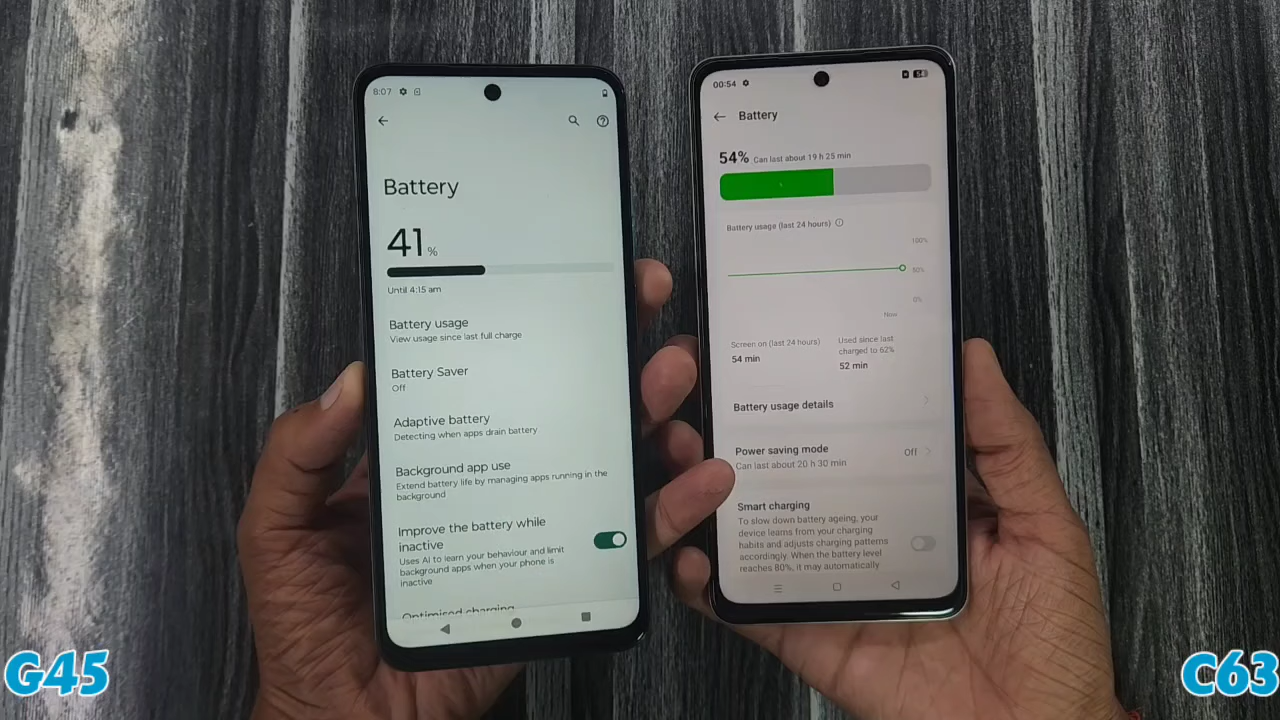 8:07
Battery
41 %
Until 4:15 am
Battery usage
View usage since last full charge
Battery Saver
Off
Adaptive battery
Detecting when apps drain battery
Background app use
Extend battery life by managing apps running in the
background
Improve the battery while
inactive
Uses AI to learn your behaviour and limit
background apps when your phone is
inactive
Optimised charging
00:54
54
Battery
54% Can last about 19 h 25 min
Battery usage (last 24 hours)
100%
50%
0%
Now
Screen on (last 24 hours)
54 min
Used since last
charged to 62%
52 min
Battery usage details
Power saving mode
Can last about 20 h 30 min
Off
Smart charging
To slow down battery ageing, your
device learns from your charging
habits and adjusts charging patterns
accordingly. When the battery level
reaches 80%, it may automatically
G45
C63